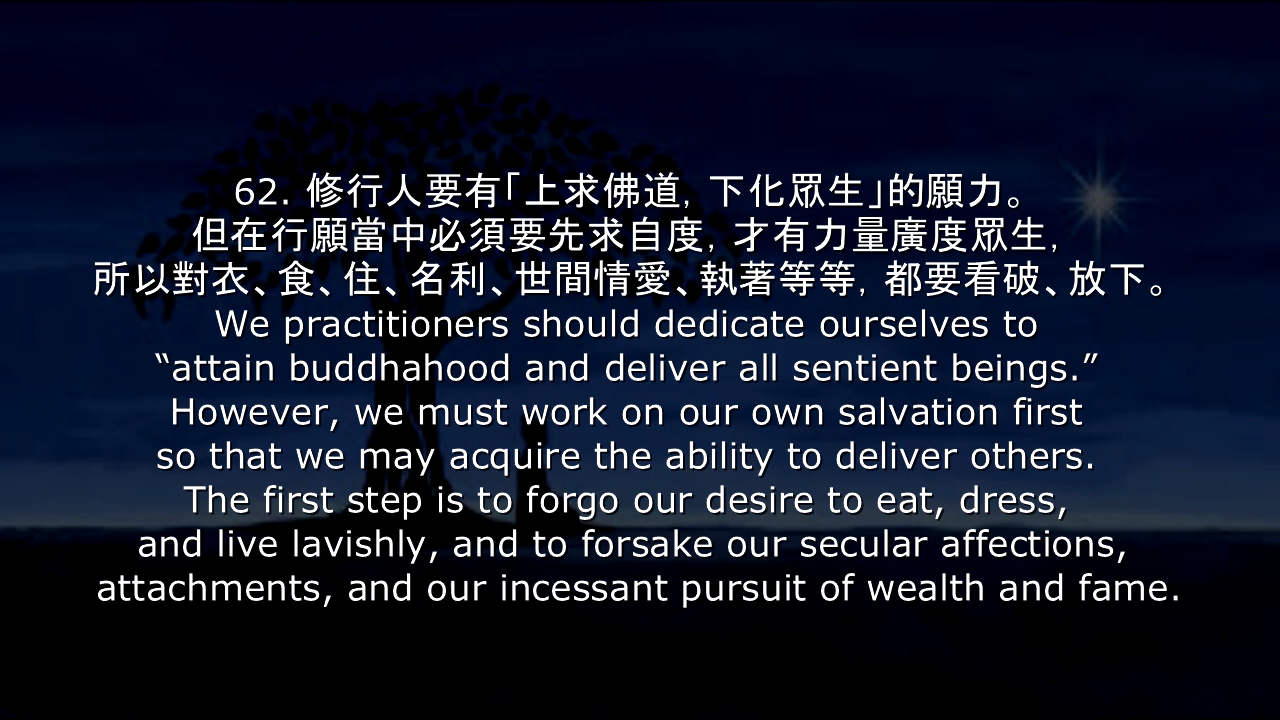 62. 修行人要有「上求佛道，下化眾生」的願力。
但在行願當中必須要先求自度，才有力量廣度眾生，
所以對衣、食、住、名利、世間情愛、執著等等，都要看破、放下。
We practitioners should dedicate ourselves to
“attain buddhahood and deliver all sentient beings.”
However, we must work on our own salvation first
so that we may acquire the ability to deliver others.
The first step is to forgo our desire to eat, dress,
and live lavishly, and to forsake our secular affections,
attachments, and our incessant pursuit of wealth and fame.